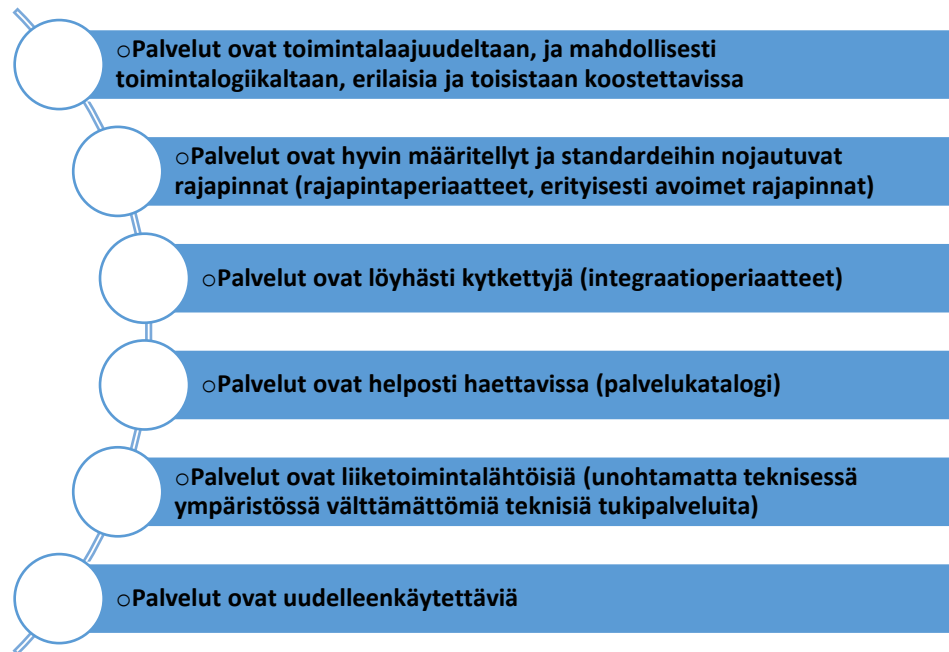 oPalvelut ovat toimintalaajuudeltaan, ja mahdollisesti
toimintalogiikaltaan, erilaisia ja toisistaan koostettavissa
oPalvelut ovat hyvin määritellyt ja standardeihin nojautuvat
rajapinnat (rajapintaperiaatteet, erityisesti avoimet rajapinnat)
oPalvelut ovat löyhästi kytkettyjä (integraatioperiaatteet)
oPalvelut ovat helposti haettavissa (palvelukatalogi)
oPalvelut ovat liiketoimintalähtöisiä (unohtamatta teknisessä
ympäristössä välttämättömiä teknisiä tukipalveluita)
oPalvelut ovat uudelleenkäytettäviä